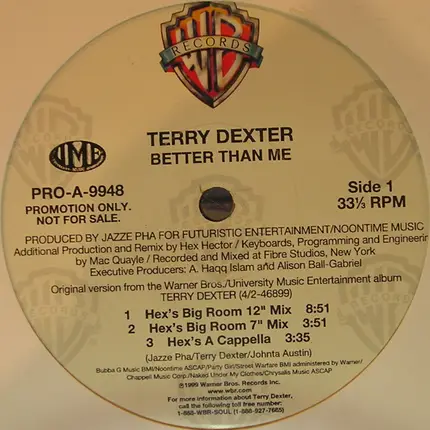 RECORDS
TERRY DEXTER
BETTER THAN ME
UME
PRO-A-9948
PROMOTION ONLY.
NOT FOR SALE.
Side 1
33⅓ RPM
PRODUCED BY JAZZE PHA FOR FUTURISTIC ENTERTAINMENT/NOONTIME MUSIC
Additional Production and Remix by Hex Hector / Keyboards, Programming and Engineering
by Mac Quayle / Recorded and Mixed at Fibre Studios, New York
Executive Producers: A. Haqq Islam and Alison Ball-Gabriel
Original version from the Warner Bros./University Music Entertainment album
TERRY DEXTER (4/2-46899)
1 Hex's Big Room 12" Mix 8:51
2 Hex's Big Room 7" Mix 3:51
3 Hex's A Cappella 3:35
(Jazze Pha/Terry Dexter/Johnta Austin)
Bubba G Music BMI/Noontime ASCAP/Party Girl/Street Warfare BMI administered by Warner/
Chappell Music Corp./Naked Under My Clothes/Chrysalis Music ASCAP
©1999 Warner Bros. Records Inc.
www.wbr.com
For more information about Terry Dexter,
call the following toll free number:
1-888-WBR-SOUL (1-888-927-7685)